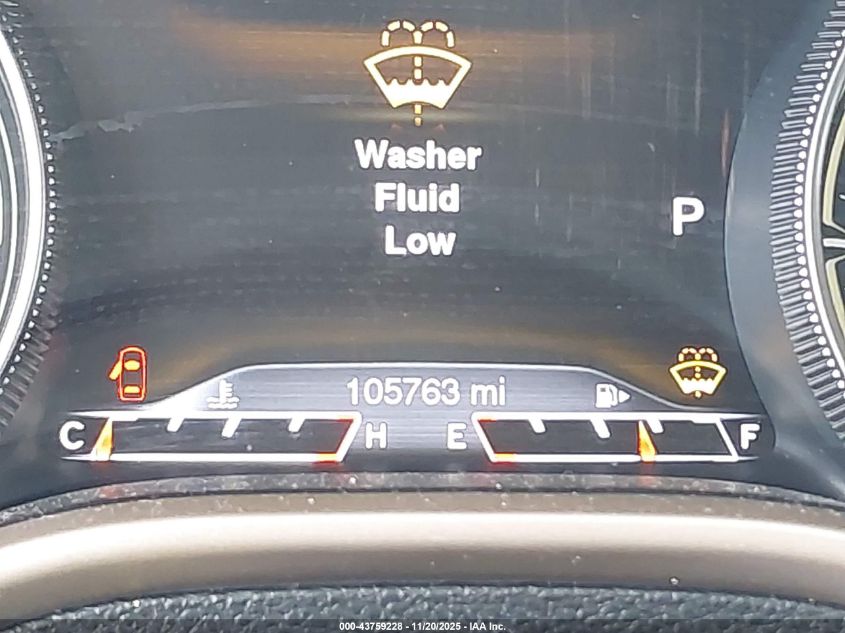 Washer
Fluid
Low
P
105763 mi
C H E F
000-43759228 - 11/20/2025 - IAA Inc.